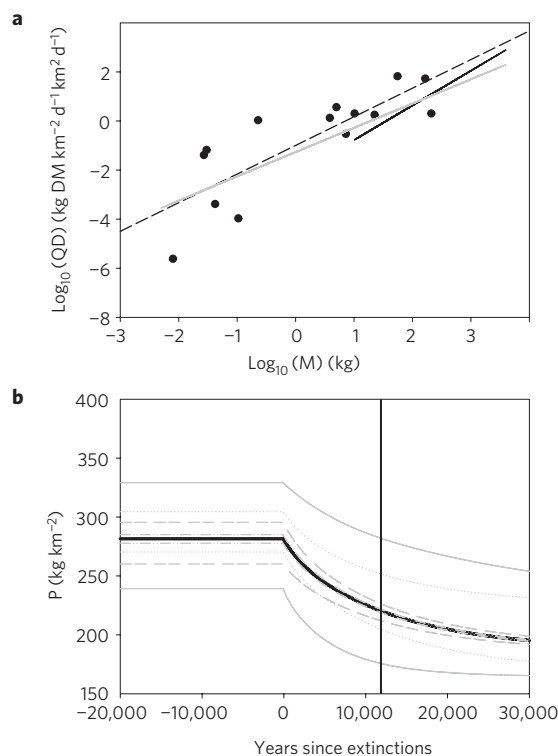 a
Log₁₀ (QD) (kg DM km⁻² d⁻¹ km² d⁻¹)
2
0
−2
−4
−6
−8
−3 −2 −1 0 1 2 3
Log₁₀ (M) (kg)
b
P (kg km⁻²)
400
350
300
250
200
150
−20,000 −10,000 0 10,000 20,000 30,000
Years since extinctions